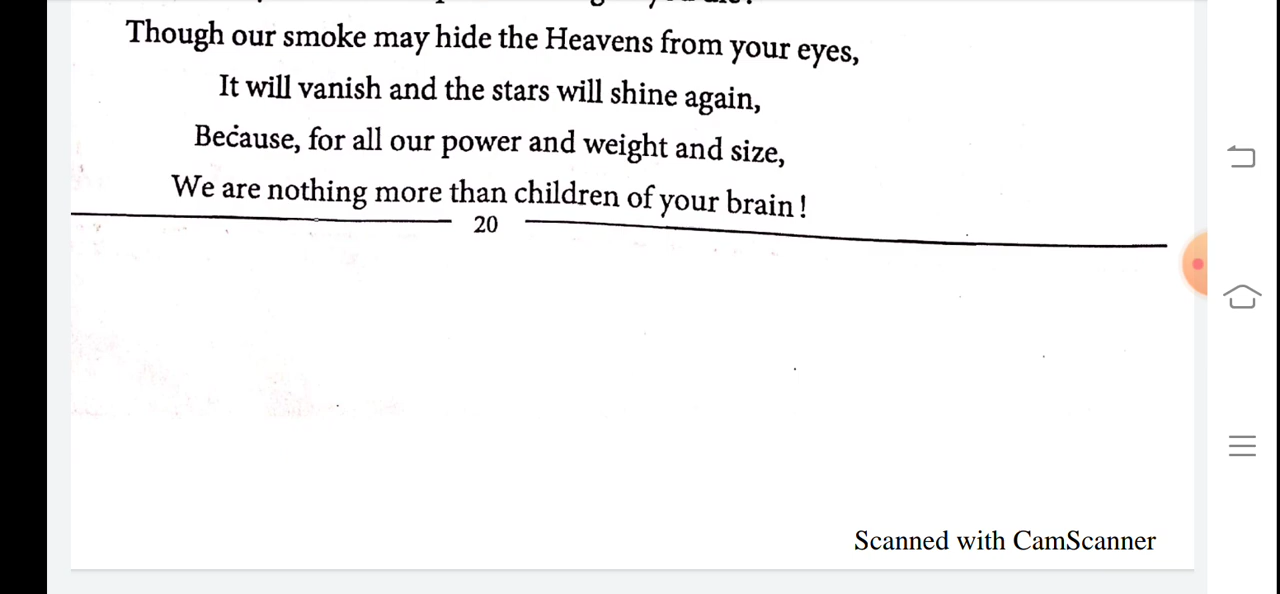 Though our smoke may hide the Heavens from your eyes,
It will vanish and the stars will shine again,
Because, for all our power and weight and size,
We are nothing more than children of your brain!
20
Scanned with CamScanner